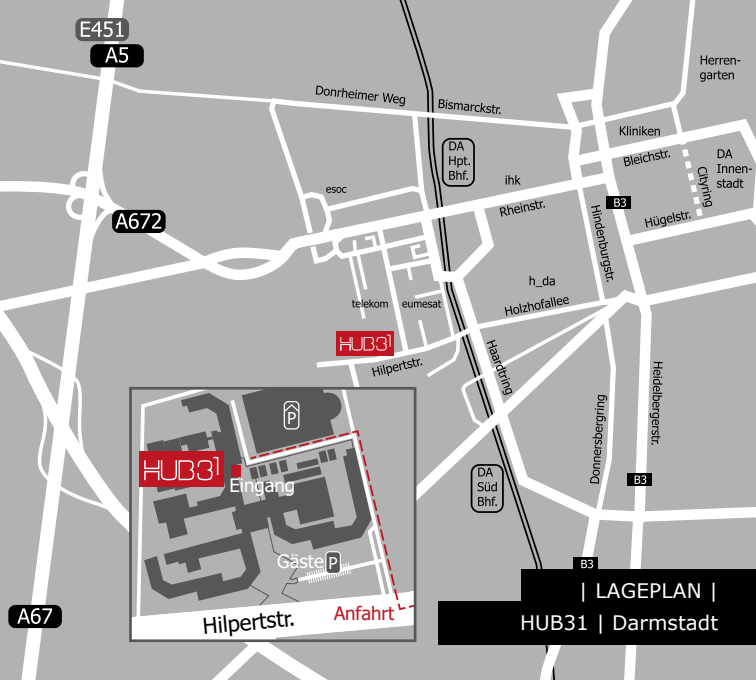 E451
A5
Donrheimer Weg
Bismarckstr.
Herren-
garten
Kliniken
Bleichstr.
DA
Innen-
stadt
Cityring
DA
Hpt.
Bhf.
ihk
esoc
Rheinstr.
B3
Hügelstr.
Hindenburgstr.
A672
h_da
telekom
eumesat
Holzhofallee
HUB31
Hilpertstr.
Haardtring
Heidelbergerstr.
Donnersbergring
P
HUB31
Eingang
DA
Süd
Bhf.
B3
Gäste P
B3
A67
Anfahrt
Hilpertstr.
| LAGEPLAN |
HUB31 | Darmstadt